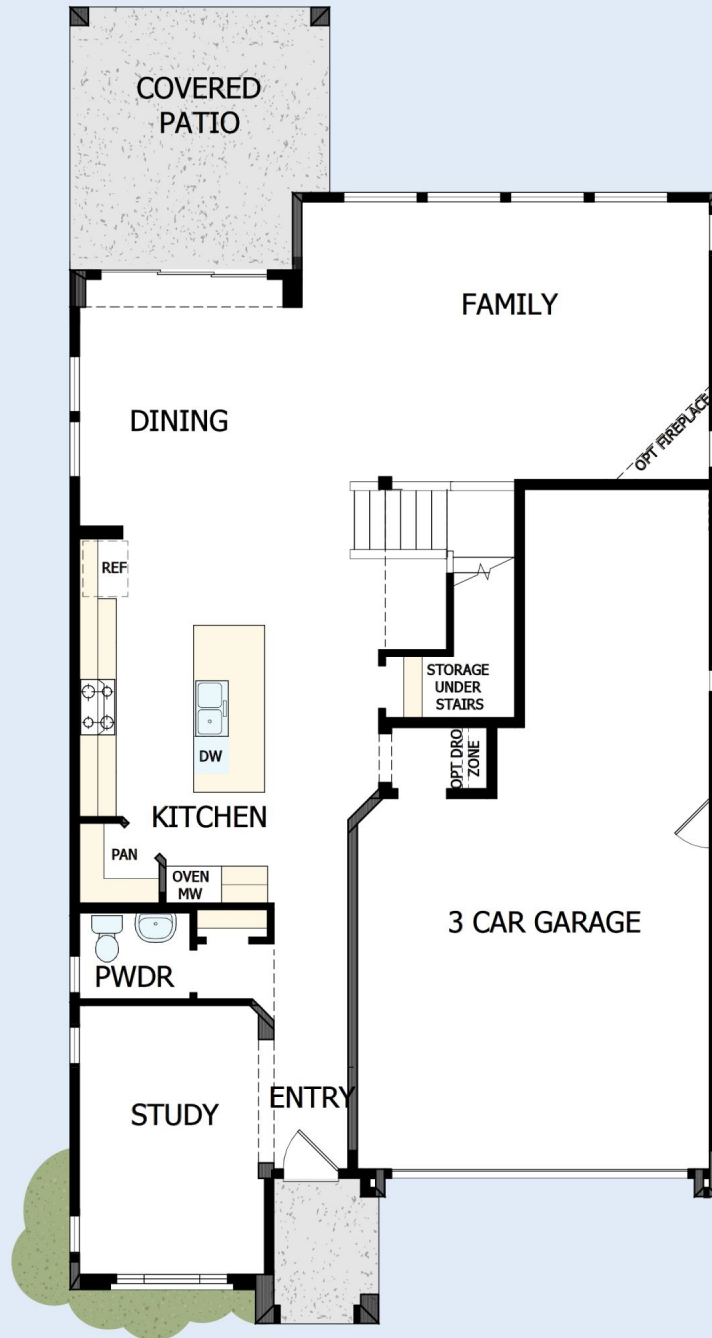 COVERED
PATIO
FAMILY
OPT FIREPLACE
DINING
REF
STORAGE
UNDER
STAIRS
DW
OPT DRO
ZONE
KITCHEN
PAN
OVEN
MW
3 CAR GARAGE
PWDR
ENTRY
STUDY